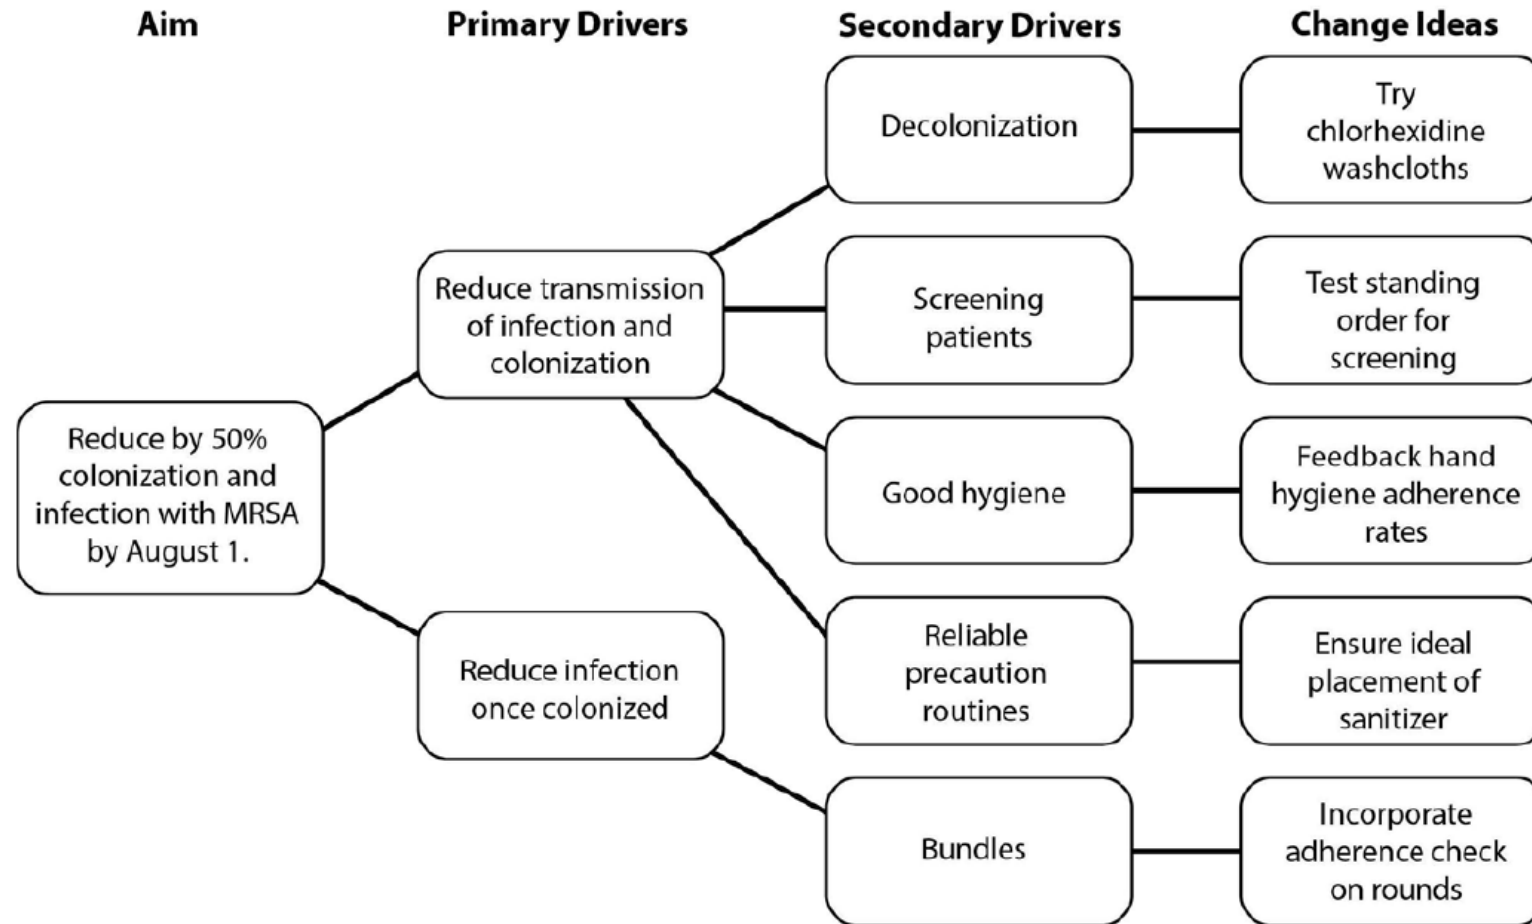 Aim
Primary Drivers
Secondary Drivers
Change Ideas
Reduce by 50%
colonization and
infection with MRSA
by August 1.
Reduce transmission
of infection and
colonization
Reduce infection
once colonized
Decolonization
Screening
patients
Good hygiene
Reliable
precaution
routines
Bundles
Try
chlorhexidine
washcloths
Test standing
order for
screening
Feedback hand
hygiene adherence
rates
Ensure ideal
placement of
sanitizer
Incorporate
adherence check
on rounds